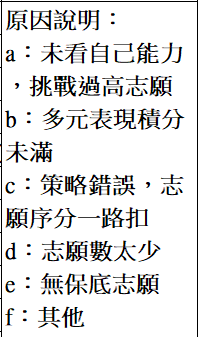 原因說明：
a：未看自己能力
，挑戰過高志願
b：多元表現積分
未滿
c：策略錯誤，志
願序分一路扣
d：志願數太少
e：無保底志願
f：其他